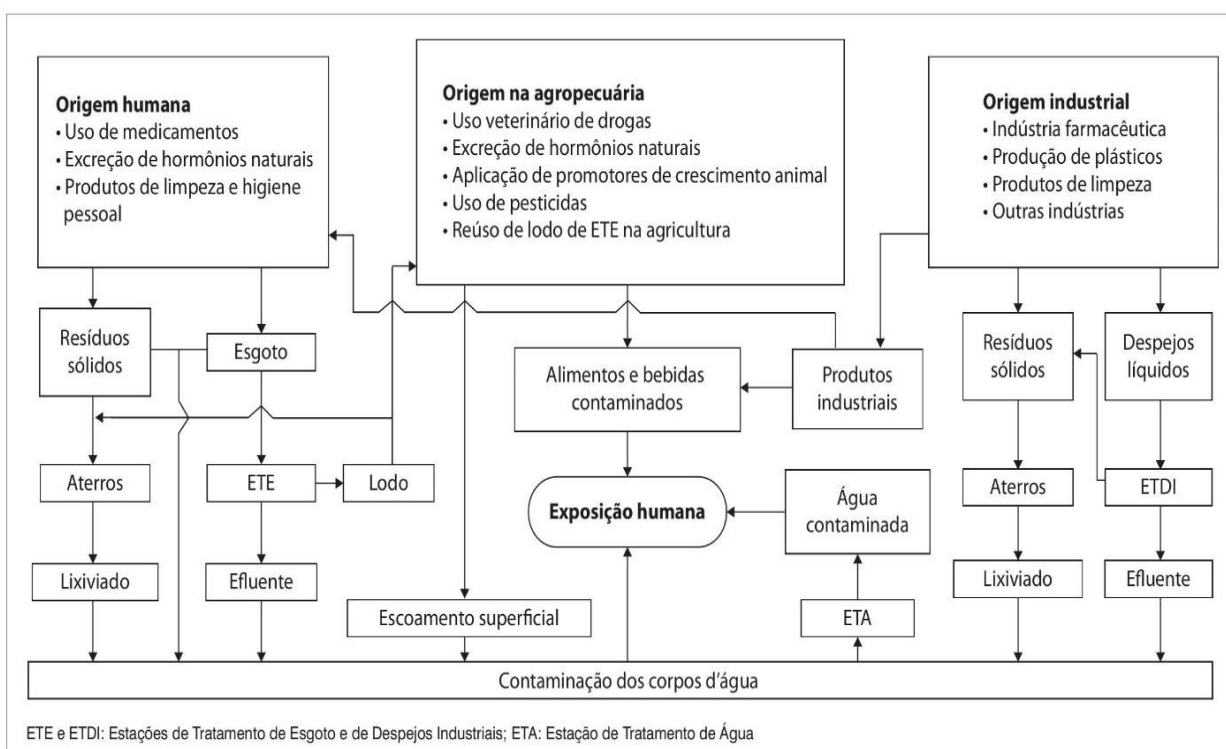 Origem humana
• Uso de medicamentos
• Excreção de hormônios naturais
• Produtos de limpeza e higiene
pessoal
Origem na agropecuária
• Uso veterinário de drogas
• Excreção de hormônios naturais
• Aplicação de promotores de crescimento animal
• Uso de pesticidas
• Reúso de lodo de ETE na agricultura
Origem industrial
• Indústria farmacêutica
• Produção de plásticos
• Produtos de limpeza
• Outras indústrias
Resíduos
sólidos
Esgoto
Alimentos e bebidas
contaminados
Produtos
industriais
Resíduos
sólidos
Despejos
líquidos
Aterros
ETE
Lodo
Exposição humana
Água
contaminada
Aterros
ETDI
Lixiviado
Efluente
Escoamento superficial
ETA
Lixiviado
Efluente
Contaminação dos corpos d'água
ETE e ETDI: Estações de Tratamento de Esgoto e de Despejos Industriais; ETA: Estação de Tratamento de Água